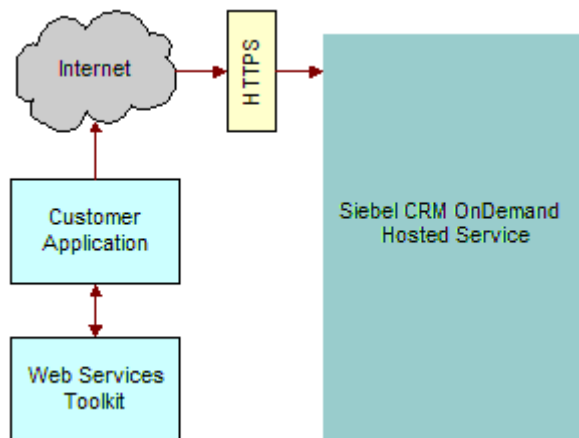 Internet
HTTPS
Siebel CRM OnDemand
Hosted Service
Customer
Application
Web Services
Toolkit